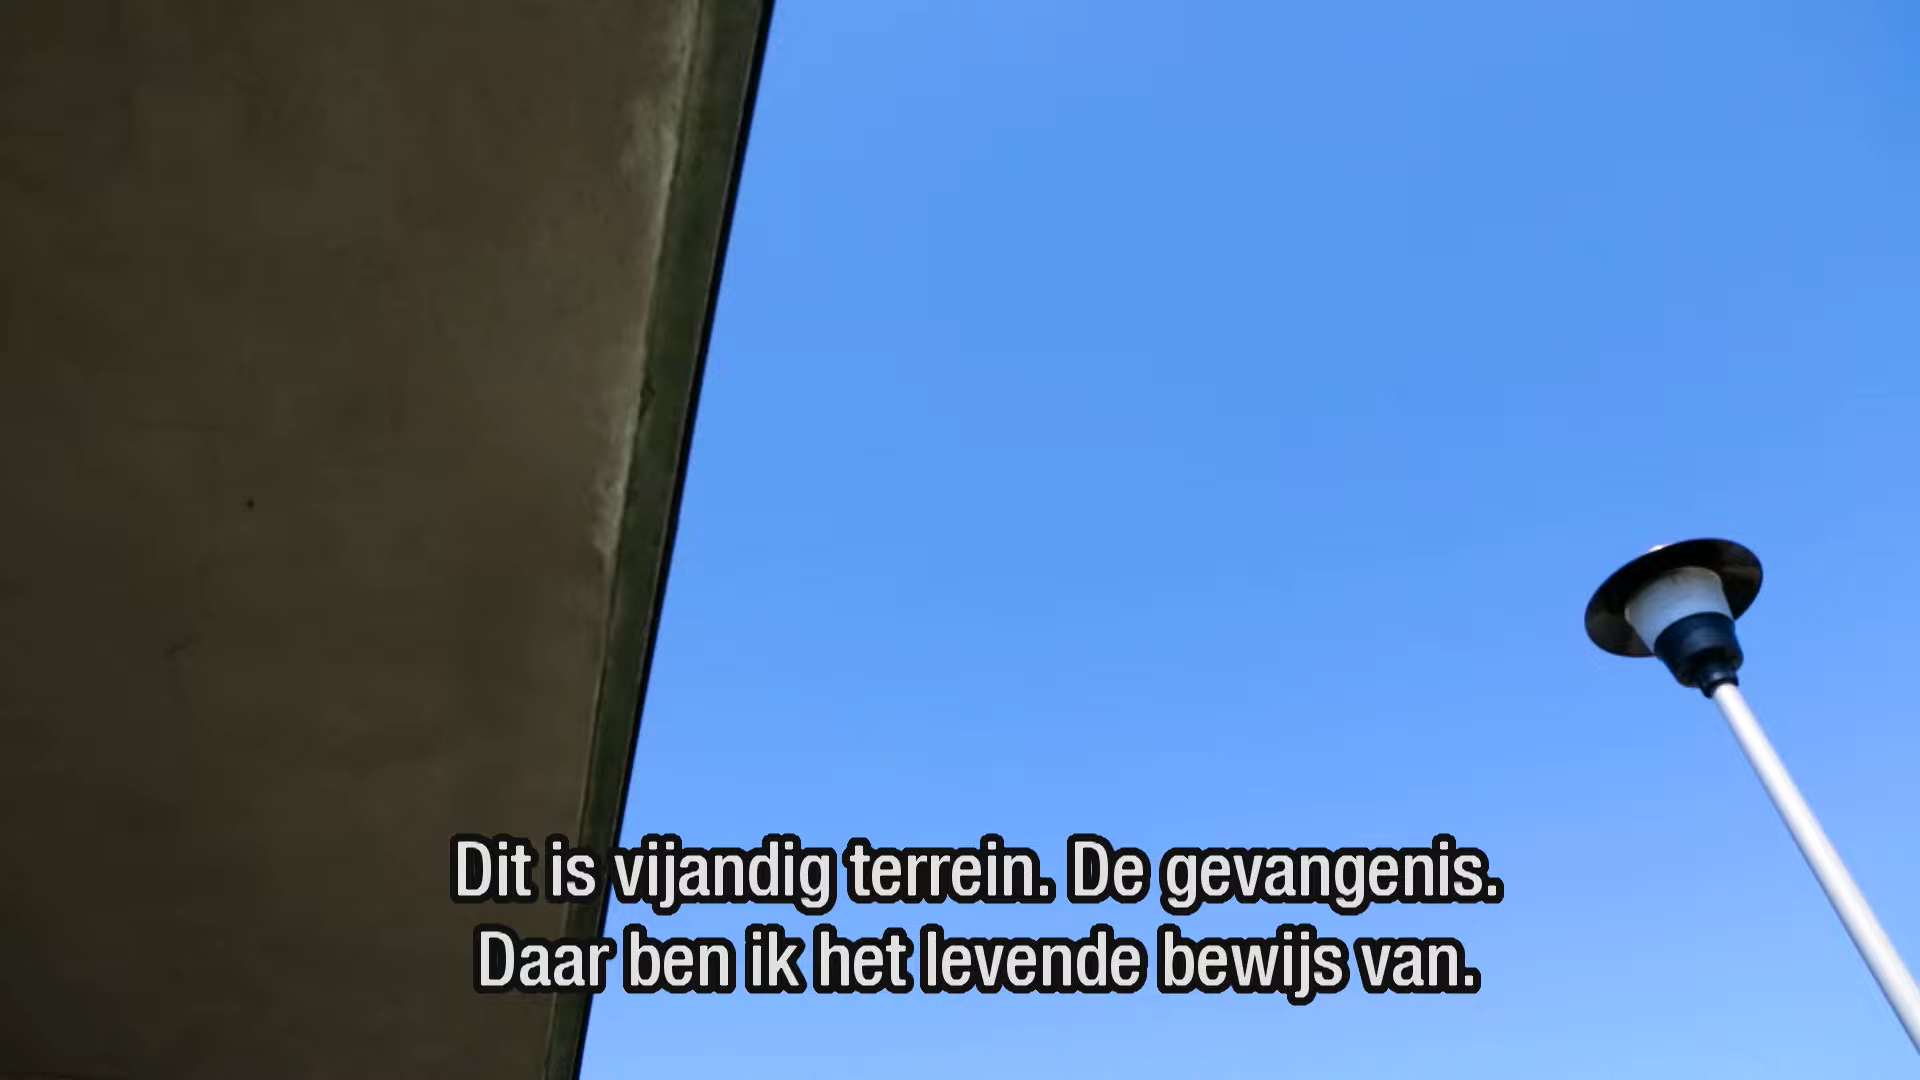 Dit is vijandig terrein. De gevangenis.
Daar ben ik het levende bewijs van.